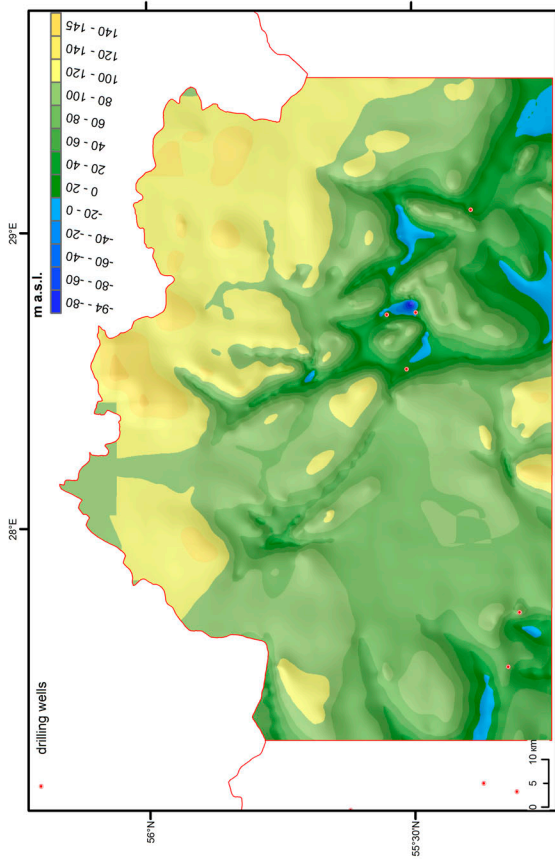 m a.s.l.
140 - 145
120 - 140
100 - 120
80 - 100
60 - 80
40 - 60
20 - 40
0 - 20
-20 - 0
-40 - -20
-60 - -40
-80 - -60
-94 - -80
drilling wells
28°E
29°E
56°N
55°30'N
0 5 10 км